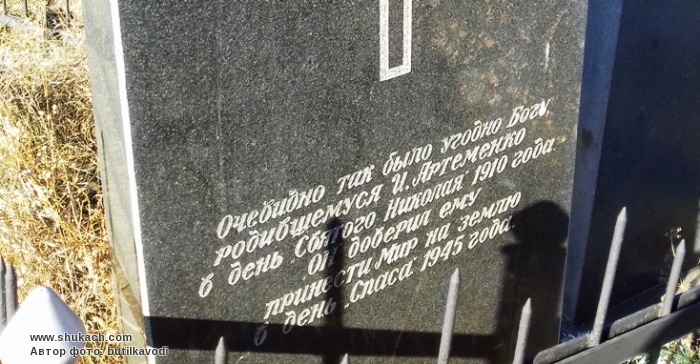 Очевидно так было угодно Богу,
родившемуся И. Артеменко
в день „Святого Николая" 1910 года
Он доверил ему
принести Мир на землю
в день „Спаса" 1945 года.
www.shukach.com
Автор фото: butilkavodi